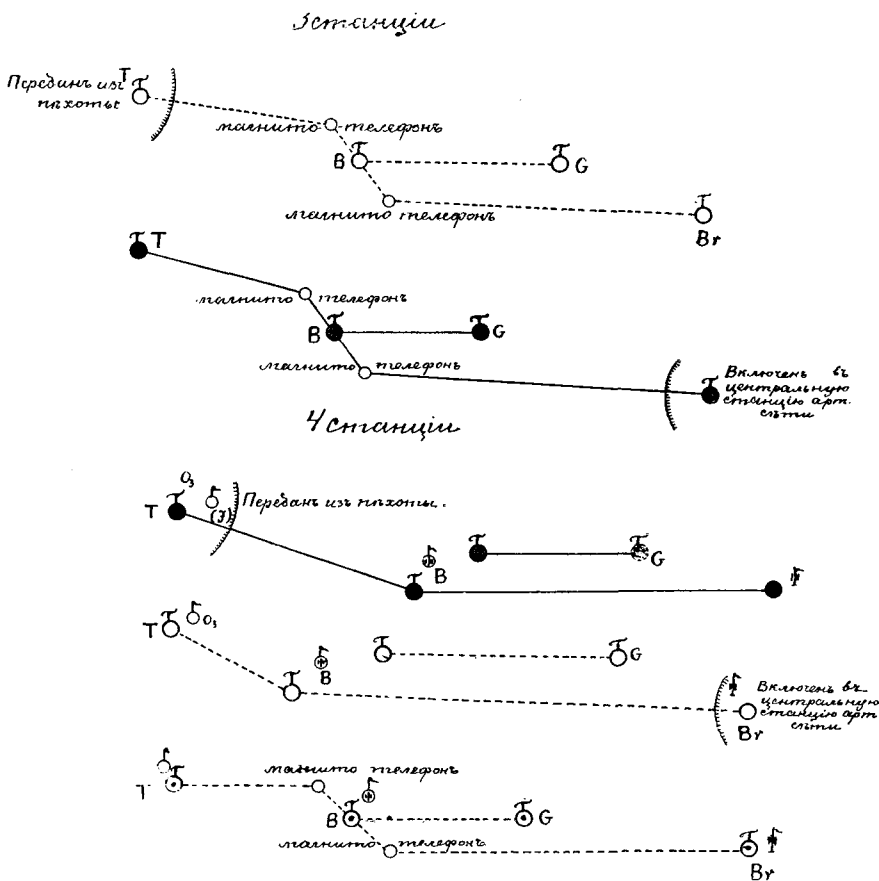 3 станціи
Перединъ изъ
пѣхоты
T
магнито телефонъ
B
G
магнито телефонъ
Br
T
магнито телефонъ
B
G
магнито телефонъ
Включенъ въ
центральную
станцію арт.
сѣти
4 станціи
O₃
T
(J)
Переданъ изъ пѣхоты.
B
G
T
O₃
B
G
Включенъ въ
центральную
станцію арт
сѣти
Br
магнито телефонъ
T
B
G
магнито телефонъ
Br